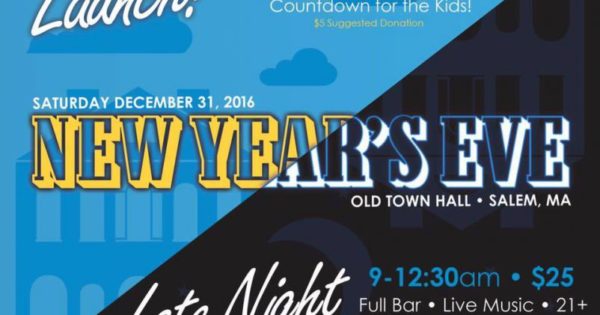 Launch!
Countdown for the Kids!
$5 Suggested Donation
SATURDAY DECEMBER 31, 2016
NEW YEAR'S EVE
OLD TOWN HALL • SALEM, MA
Late Night
9-12:30am • $25
Full Bar • Live Music • 21+